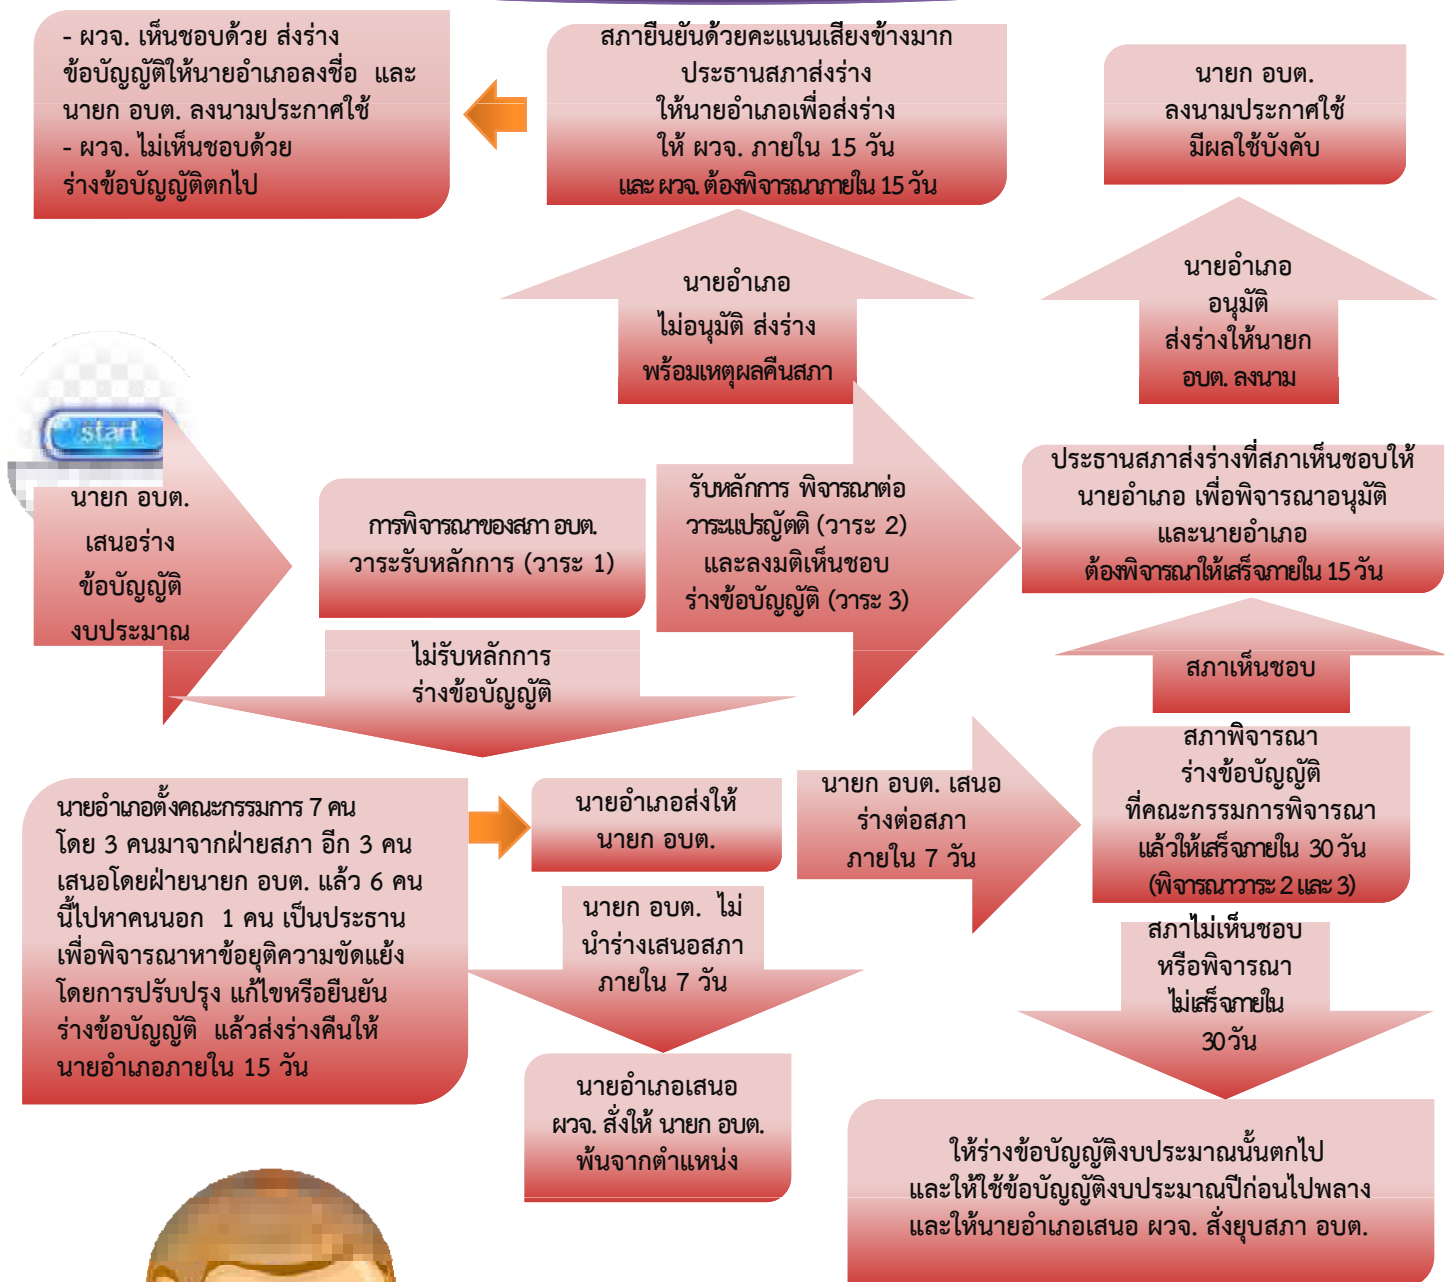 - ผวจ. เห็นชอบด้วย ส่งร่าง
ข้อบัญญัติให้นายอำเภอลงชื่อ และ
นายก อบต. ลงนามประกาศใช้
- ผวจ. ไม่เห็นชอบด้วย
ร่างข้อบัญญัติตกไป
สภายืนยันด้วยคะแนนเสียงข้างมาก
ประธานสภาส่งร่าง
ให้นายอำเภอเพื่อส่งร่าง
ให้ ผวจ. ภายใน 15 วัน
และ ผวจ. ต้องพิจารณาภายใน 15 วัน
นายก อบต.
ลงนามประกาศใช้
มีผลใช้บังคับ
นายอำเภอ
ไม่อนุมัติ ส่งร่าง
พร้อมเหตุผลคืนสภา
นายอำเภอ
อนุมัติ
ส่งร่างให้นายก
อบต. ลงนาม
start
นายก อบต.
เสนอร่าง
ข้อบัญญัติ
งบประมาณ
การพิจารณาของสภา อบต.
วาระรับหลักการ (วาระ 1)
รับหลักการ พิจารณาต่อ
วาระแปรญัตติ (วาระ 2)
และลงมติเห็นชอบ
ร่างข้อบัญญัติ (วาระ 3)
ประธานสภาส่งร่างที่สภาเห็นชอบให้
นายอำเภอ เพื่อพิจารณาอนุมัติ
และนายอำเภอ
ต้องพิจารณาให้เสร็จภายใน 15 วัน
ไม่รับหลักการ
ร่างข้อบัญญัติ
สภาเห็นชอบ
นายอำเภอตั้งคณะกรรมการ 7 คน
โดย 3 คนมาจากฝ่ายสภา อีก 3 คน
เสนอโดยฝ่ายนายก อบต. แล้ว 6 คน
นี้ไปหาคนนอก 1 คน เป็นประธาน
เพื่อพิจารณาหาข้อยุติความขัดแย้ง
โดยการปรับปรุง แก้ไขหรือยืนยัน
ร่างข้อบัญญัติ แล้วส่งร่างคืนให้
นายอำเภอภายใน 15 วัน
นายอำเภอส่งให้
นายก อบต.
นายก อบต. เสนอ
ร่างต่อสภา
ภายใน 7 วัน
สภาพิจารณา
ร่างข้อบัญญัติ
ที่คณะกรรมการพิจารณา
แล้วให้เสร็จภายใน 30 วัน
(พิจารณาวาระ 2 และ 3)
นายก อบต. ไม่
นำร่างเสนอสภา
ภายใน 7 วัน
สภาไม่เห็นชอบ
หรือพิจารณา
ไม่เสร็จภายใน
30 วัน
นายอำเภอเสนอ
ผวจ. สั่งให้ นายก อบต.
พ้นจากตำแหน่ง
ให้ร่างข้อบัญญัติงบประมาณนั้นตกไป
และให้ใช้ข้อบัญญัติงบประมาณปีก่อนไปพลาง
และให้นายอำเภอเสนอ ผวจ. สั่งยุบสภา อบต.